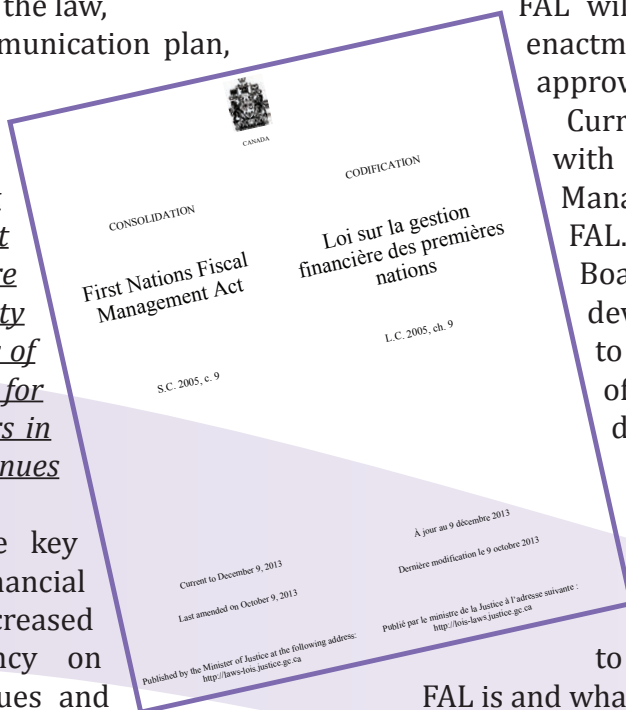 the law,
munication plan,
re
ty
of
for
rs in
nues
e key
nancial
creased
ncy on
ues and
CANADA
CONSOLIDATION
First Nations Fiscal
Management Act
S.C. 2005, c. 9
Current to December 9, 2013
Last amended on October 9, 2013
Published by the Minister of Justice at the following address:
http://laws-lois.justice.gc.ca
CODIFICATION
Loi sur la gestion
financière des premières
nations
L.C. 2005, ch. 9
À jour au 9 décembre 2013
Dernière modification le 9 octobre 2013
Publié par le ministre de la Justice à l'adresse suivante :
http://lois-laws.justice.gc.ca
FAL wil
enactm
approv
Curr
with
Mana
FAL.
Boa
dev
to
of
d
to
FAL is and wha